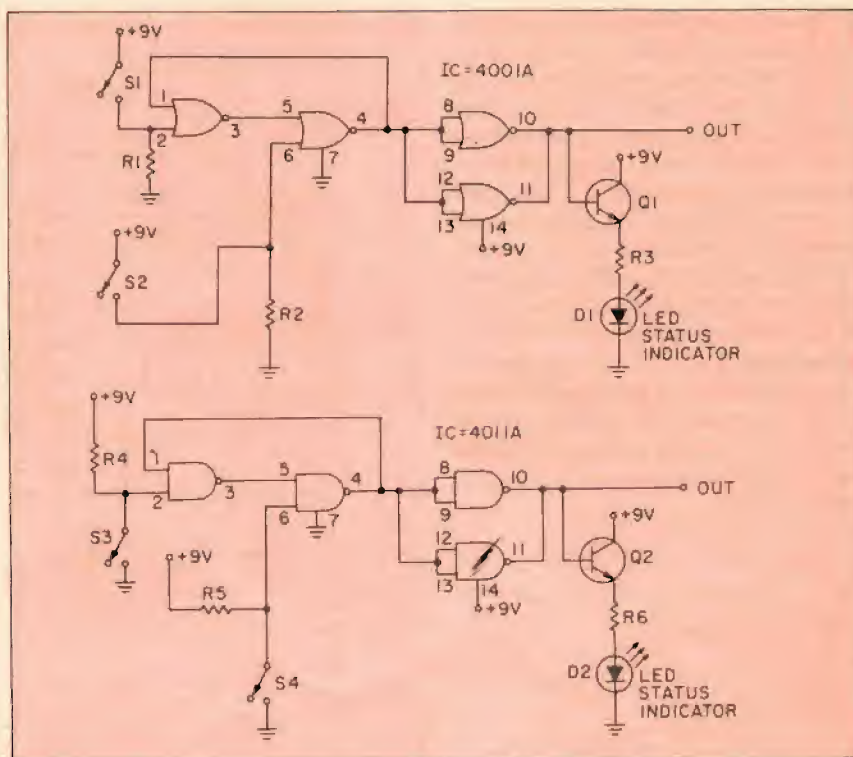 +9V
S1
1
2
3
R1
5
6
4
7
IC=4001A
8
9
10
12
13
11
14
+9V
OUT
+9V
Q1
R3
D1
LED
STATUS
INDICATOR
+9V
S2
R2
+9V
R4
1
2
3
S3
+9V
R5
5
6
4
7
S4
IC=4011A
8
9
10
12
13
11
14
+9V
OUT
+9V
Q2
R6
D2
LED
STATUS
INDICATOR